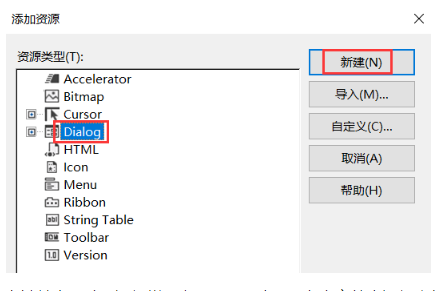 添加资源
资源类型(T):
新建(N)
Accelerator
Bitmap
导入(M)...
Cursor
Dialog
自定义(C)...
HTML
取消(A)
Icon
Menu
帮助(H)
Ribbon
String Table
Toolbar
Version